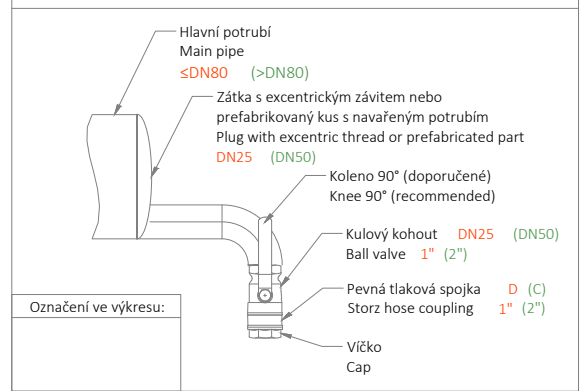 Hlavní potrubí
Main pipe
≤DN80 (>DN80)
Zátka s excentrickým závitem nebo
prefabrikovaný kus s navařeným potrubím
Plug with excentric thread or prefabricated part
DN25 (DN50)
Koleno 90° (doporučené)
Knee 90° (recommended)
Kulový kohout DN25 (DN50)
Ball valve 1" (2")
Pevná tlaková spojka D (C)
Storz hose coupling 1" (2")
Víčko
Cap
Označení ve výkresu: